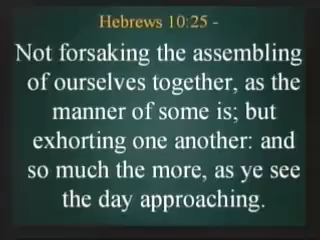 Hebrews 10:25 -
Not forsaking the assembling
of ourselves together, as the
manner of some is; but
exhorting one another: and
so much the more, as ye see
the day approaching.